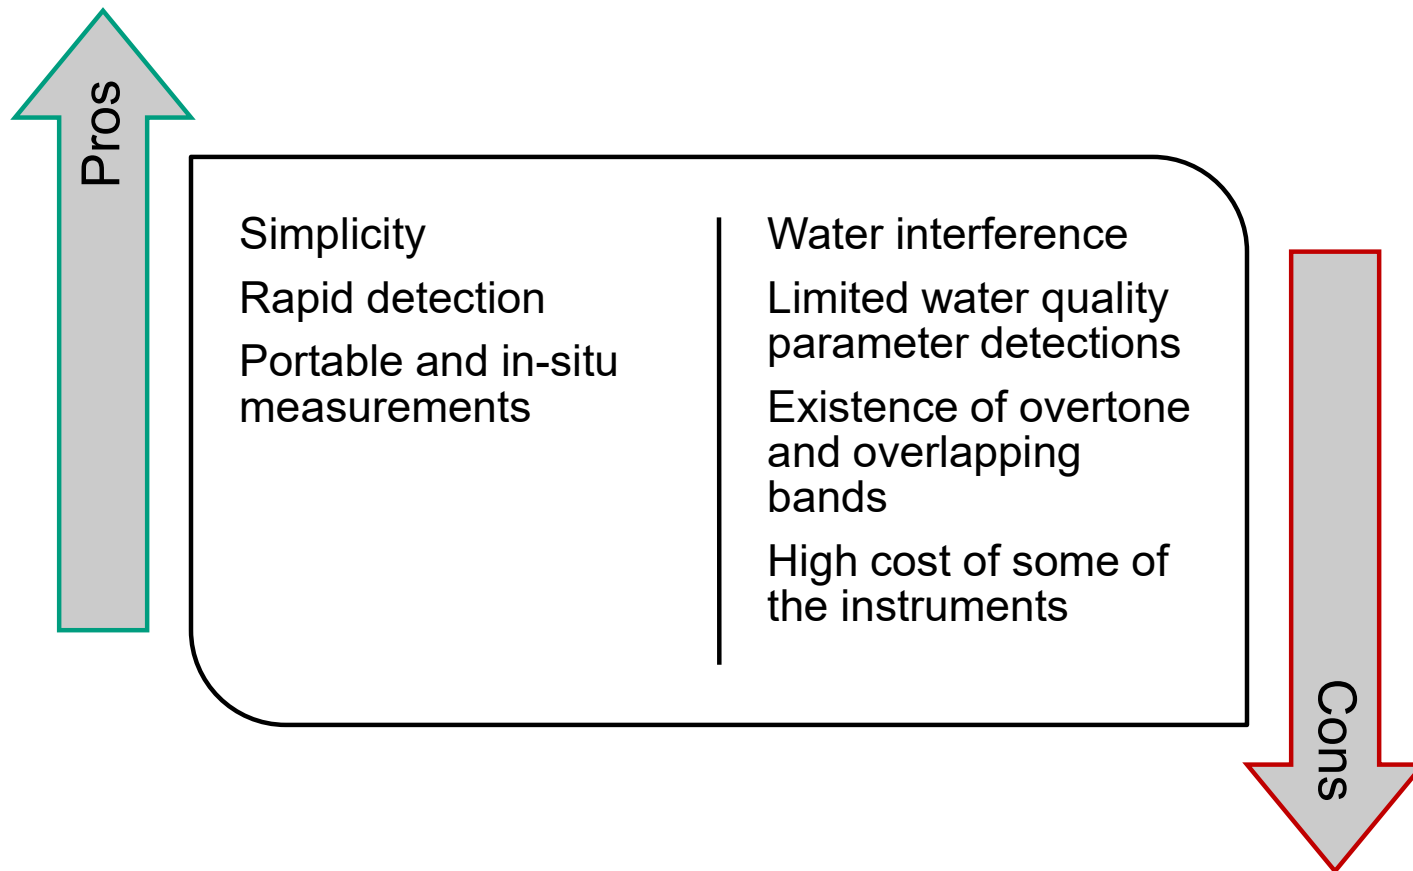 Pros
Simplicity
Rapid detection
Portable and in-situ
measurements
Water interference
Limited water quality
parameter detections
Existence of overtone
and overlapping
bands
High cost of some of
the instruments
Cons